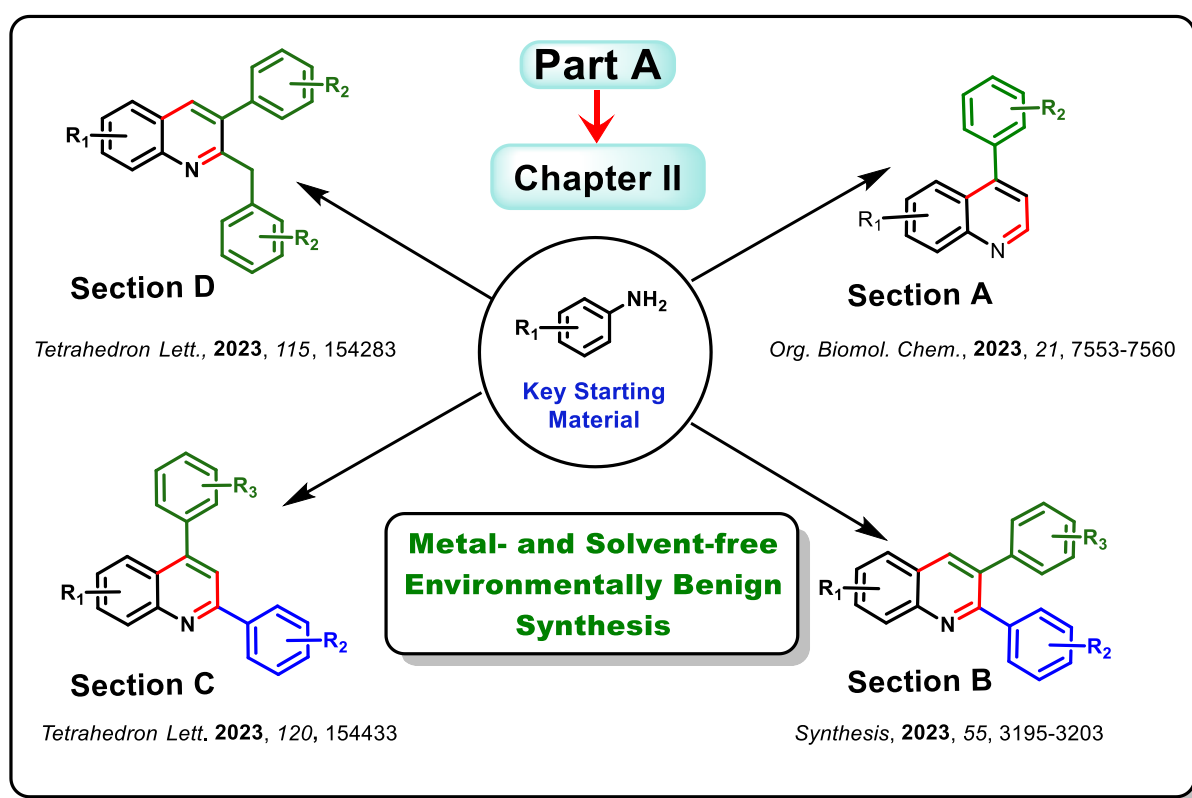 Part A
Chapter II
R₁
N
R₂
R₂
Section D
Tetrahedron Lett., 2023, 115, 154283
R₂
R₁
N
Section A
Org. Biomol. Chem., 2023, 21, 7553-7560
NH₂
R₁
Key Starting
Material
R₃
R₁
N
R₂
Section C
Tetrahedron Lett. 2023, 120, 154433
Metal- and Solvent-free
Environmentally Benign
Synthesis
R₃
R₁
N
R₂
Section B
Synthesis, 2023, 55, 3195-3203